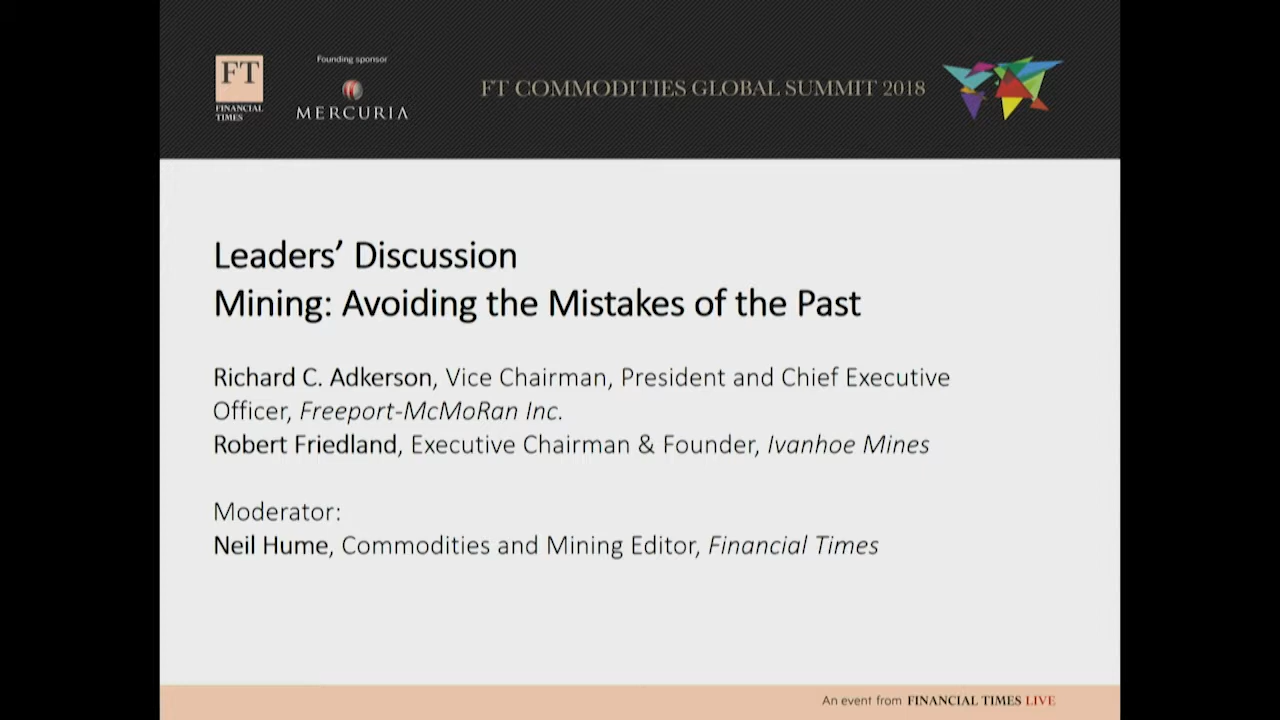 FT
FINANCIAL
TIMES
Founding sponsor
MERCURIA
FT COMMODITIES GLOBAL SUMMIT 2018
Leaders’ Discussion
Mining: Avoiding the Mistakes of the Past
Richard C. Adkerson, Vice Chairman, President and Chief Executive
Officer, Freeport-McMoRan Inc.
Robert Friedland, Executive Chairman & Founder, Ivanhoe Mines
Moderator:
Neil Hume, Commodities and Mining Editor, Financial Times
An event from FINANCIAL TIMES LIVE